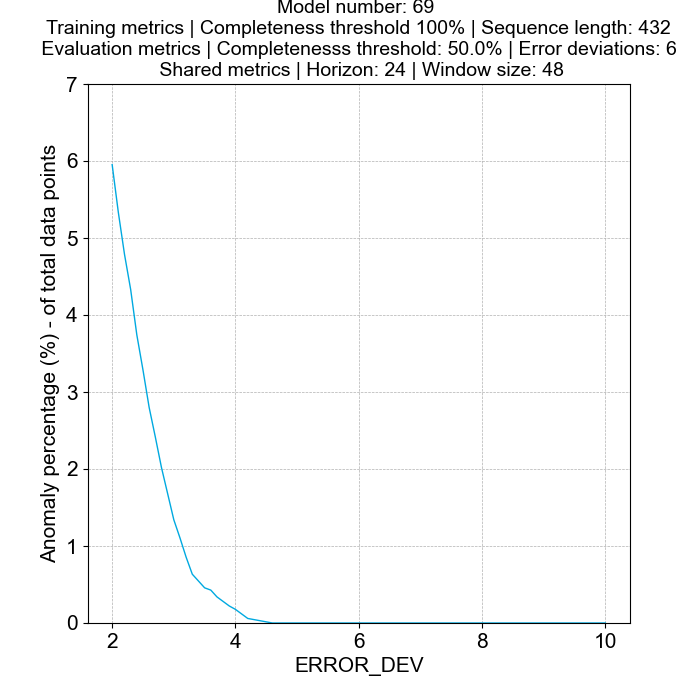 Model number: 69
Training metrics | Completeness threshold 100% | Sequence length: 432
Evaluation metrics | Completenesss threshold: 50.0% | Error deviations: 6
Shared metrics | Horizon: 24 | Window size: 48
7
6
5
4
3
2
1
0
Anomaly percentage (%) - of total data points
2 4 6 8 10
ERROR_DEV